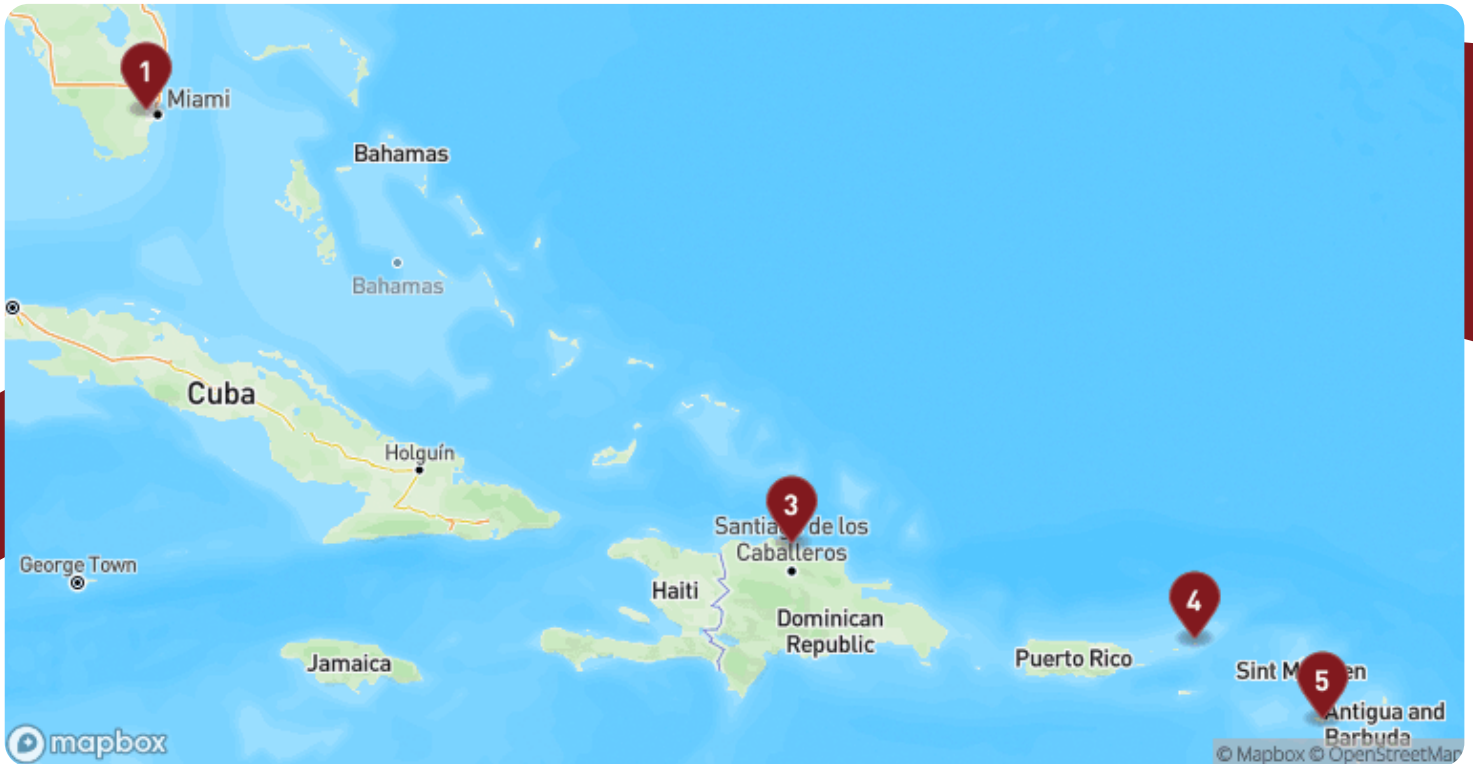 1
Miami
Bahamas
Bahamas
Cuba
Holguín
3
Santiago de los
Caballeros
George Town
Haiti
Dominican
Republic
4
Jamaica
Puerto Rico
Sint M en
5
Antigua and
Barbuda
mapbox
© Mapbox © OpenStreetMap